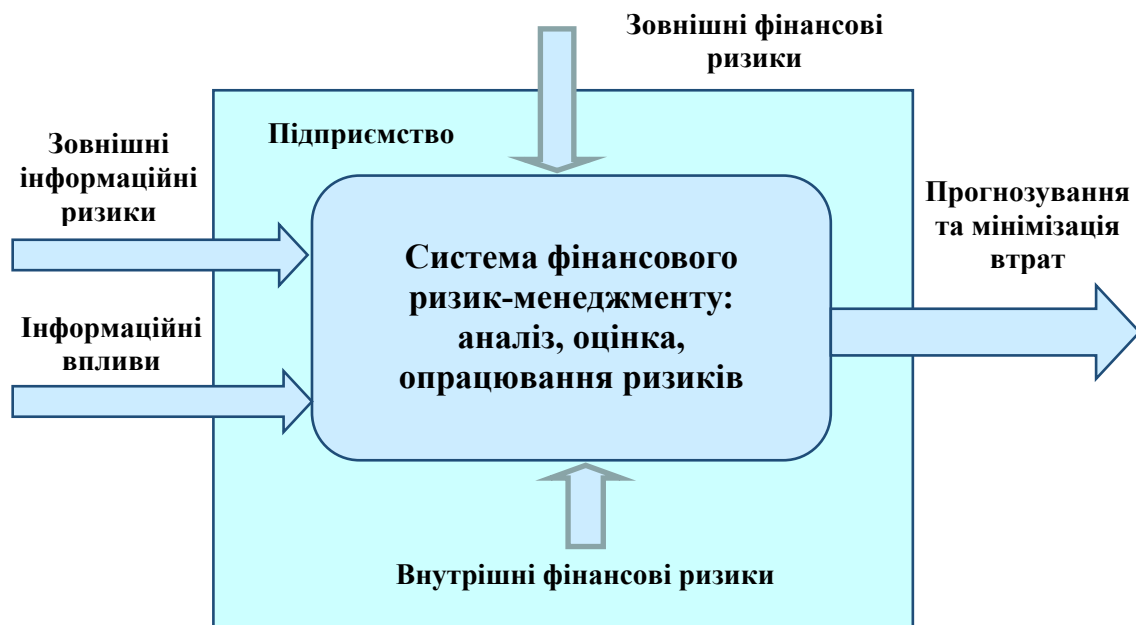 Зовнішні фінансові
ризики
Підприємство
Зовнішні
інформаційні
ризики
Прогнозування
та мінімізація
втрат
Система фінансового
ризик-менеджменту:
аналіз, оцінка,
опрацювання ризиків
Інформаційні
впливи
Внутрішні фінансові ризики